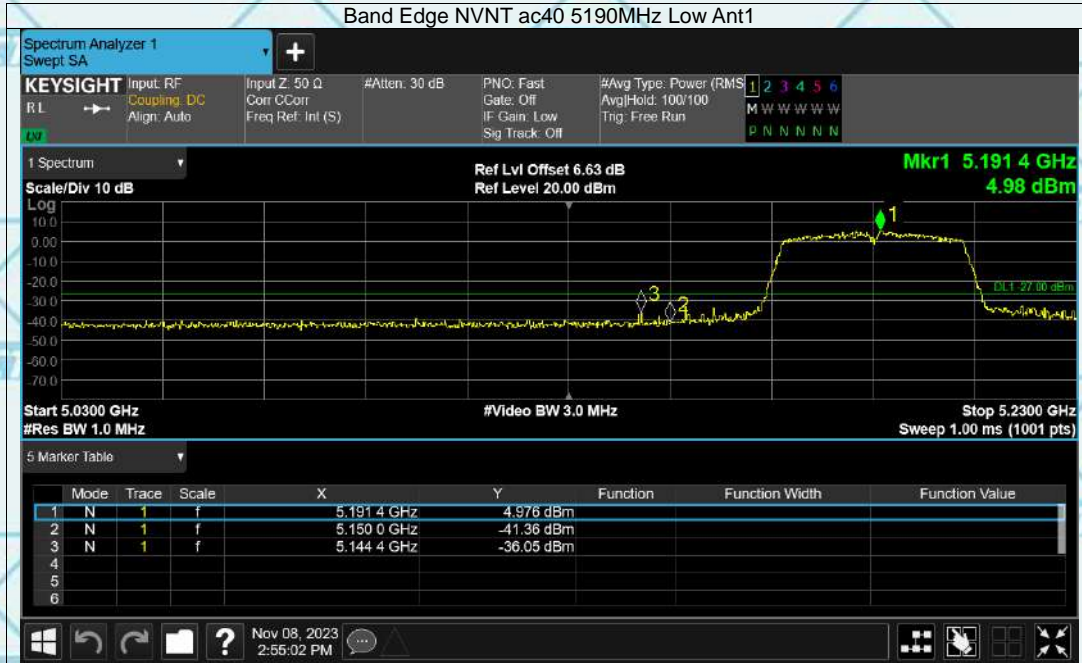 Band Edge NVNT ac40 5190MHz Low Ant1
Spectrum Analyzer 1
Swept SA
+
KEYSIGHT
RL
LXI
Input: RF
Coupling: DC
Align: Auto
Input Z: 50 Ω
Corr CCorr
Freq Ref: Int (S)
#Atten: 30 dB
PNO: Fast
Gate: Off
IF Gain: Low
Sig Track: Off
#Avg Type: Power (RMS
Avg|Hold: 100/100
Trig: Free Run
1 2 3 4 5 6
M W W W W W
P N N N N N
1 Spectrum
Scale/Div 10 dB
Ref Lvl Offset 6.63 dB
Ref Level 20.00 dBm
Mkr1 5.191 4 GHz
4.98 dBm
Log
10.0
0.00
-10.0
-20.0
-30.0
-40.0
-50.0
-60.0
-70.0
1
3
2
DL1 -27.00 dBm
Start 5.0300 GHz
#Video BW 3.0 MHz
Stop 5.2300 GHz
#Res BW 1.0 MHz
Sweep 1.00 ms (1001 pts)
5 Marker Table
Mode Trace Scale X Y Function Function Width Function Value
1 N 1 f 5.191 4 GHz 4.976 dBm
2 N 1 f 5.150 0 GHz -41.36 dBm
3 N 1 f 5.144 4 GHz -36.05 dBm
4
5
6
?
Nov 08, 2023
2:55:02 PM